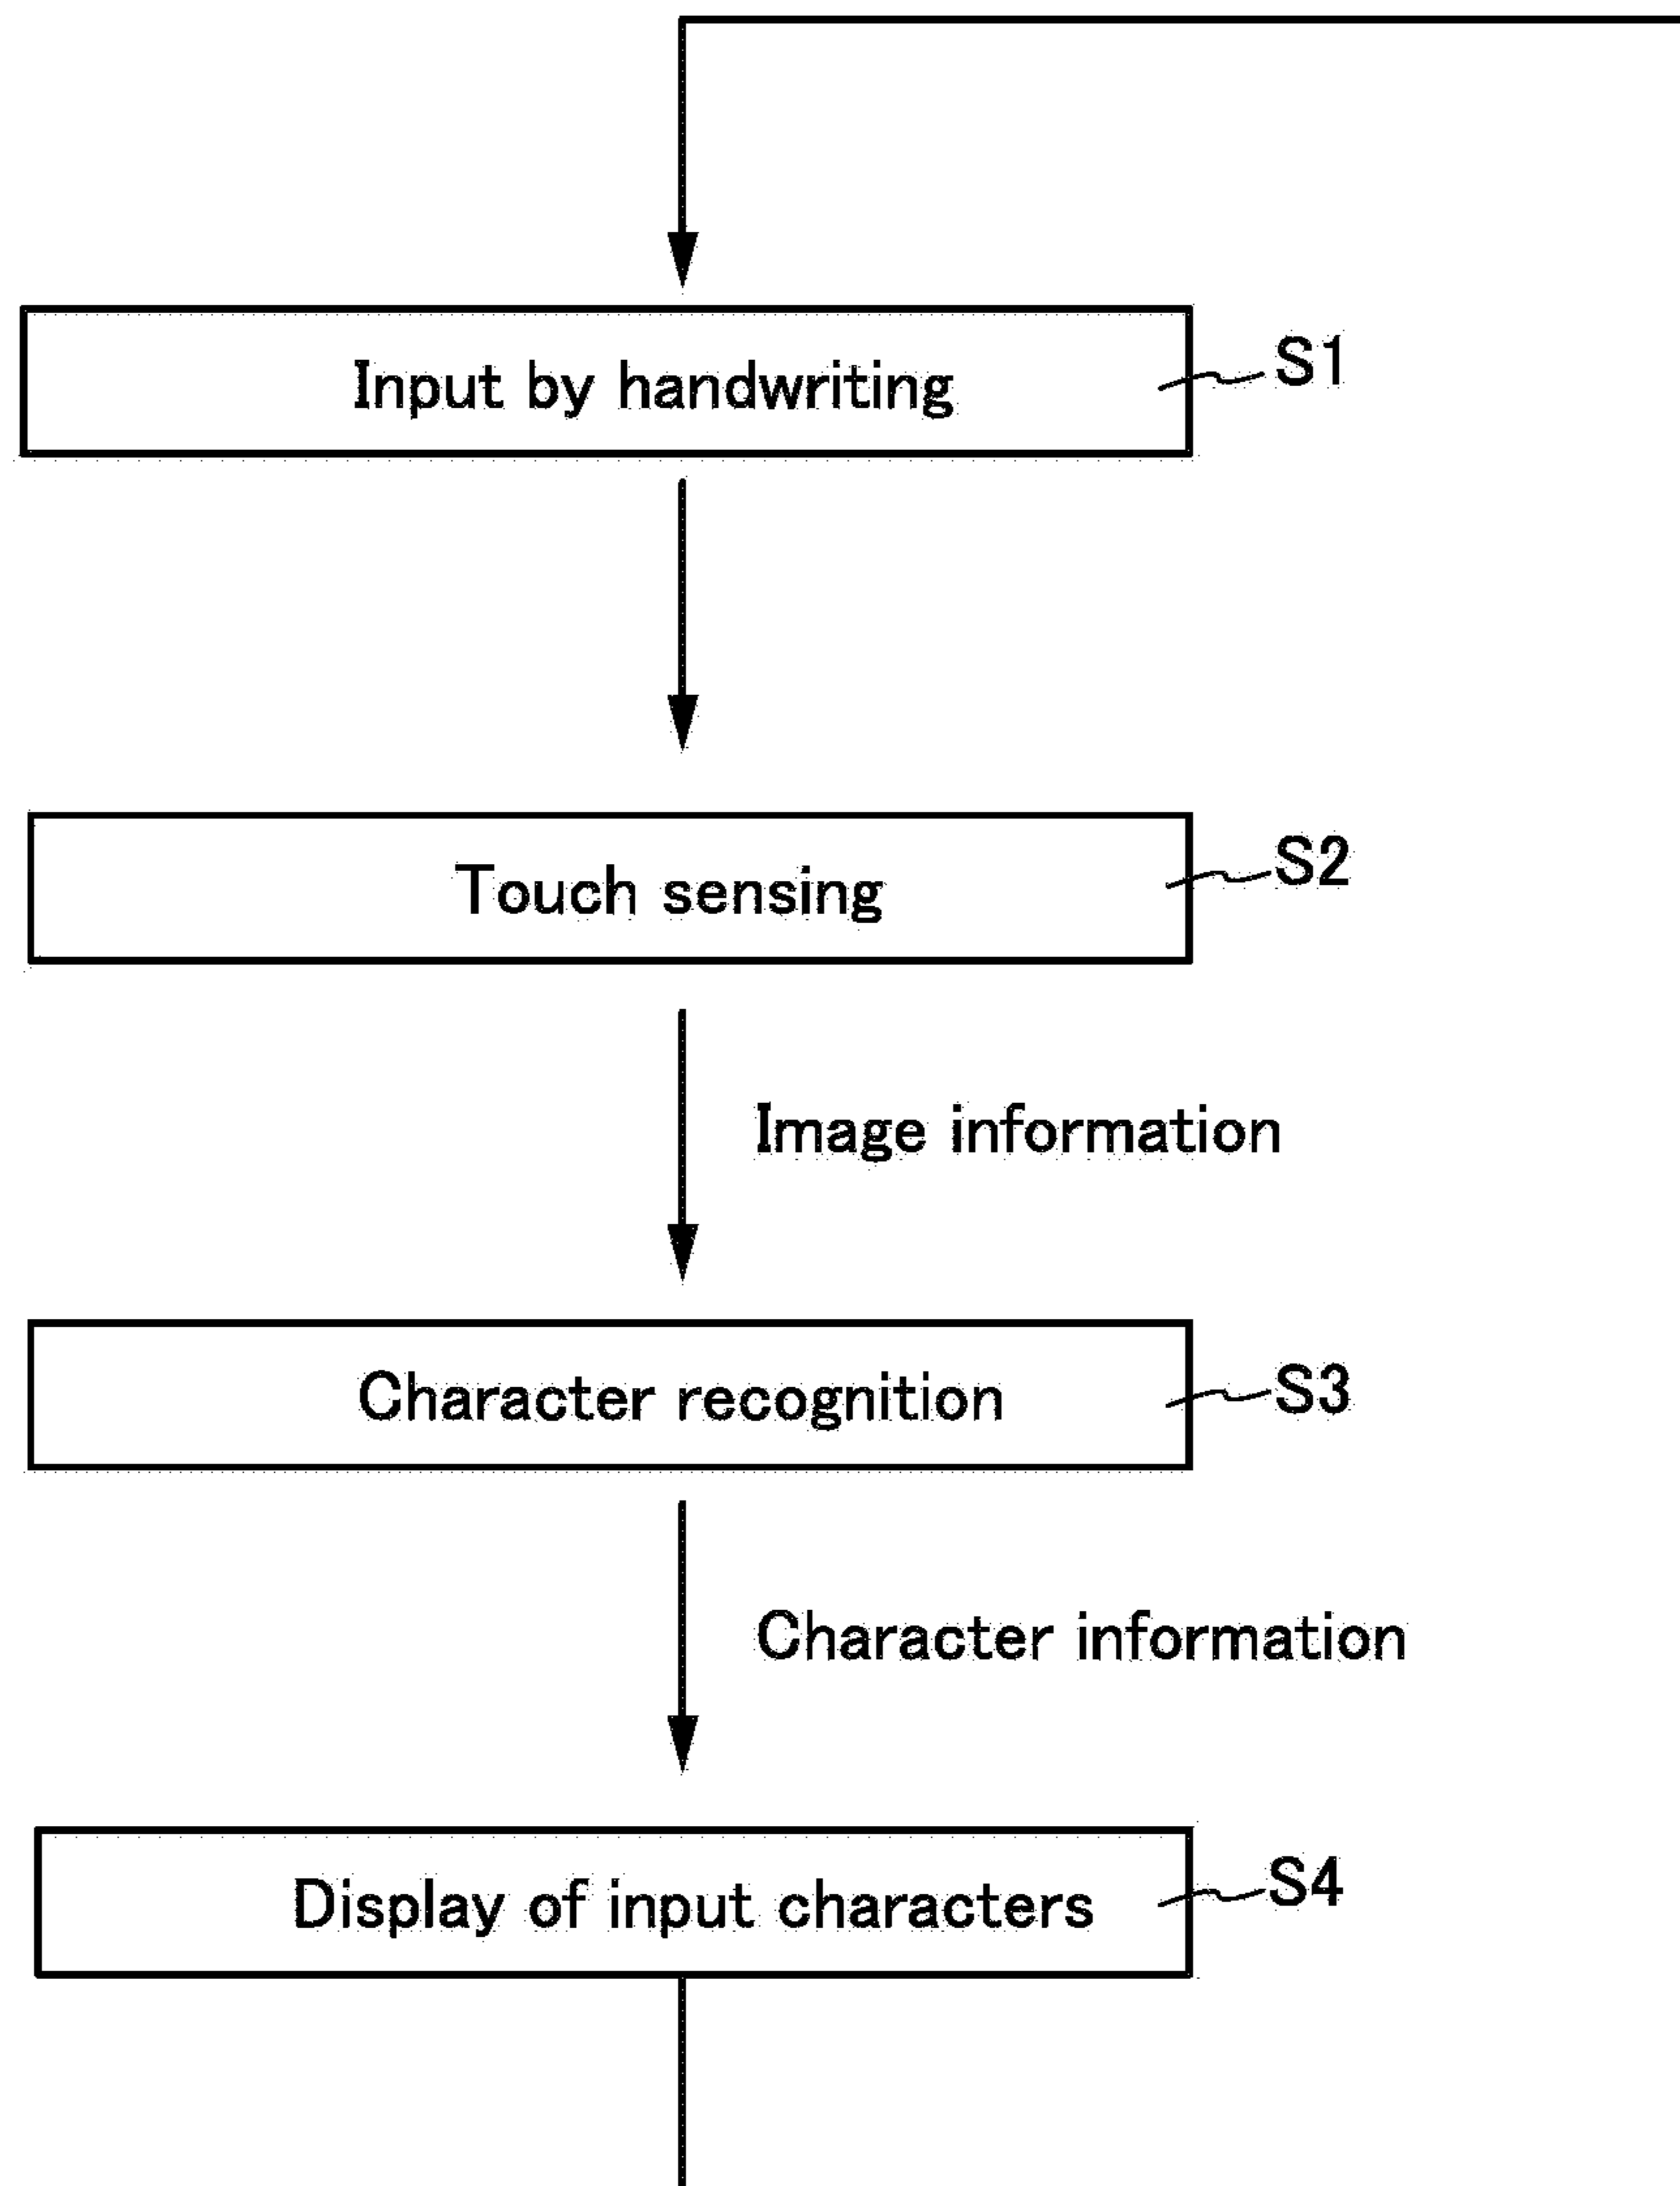 Input by handwriting
S1
Touch sensing
S2
Image information
Character recognition
S3
Character information
Display of input characters
S4